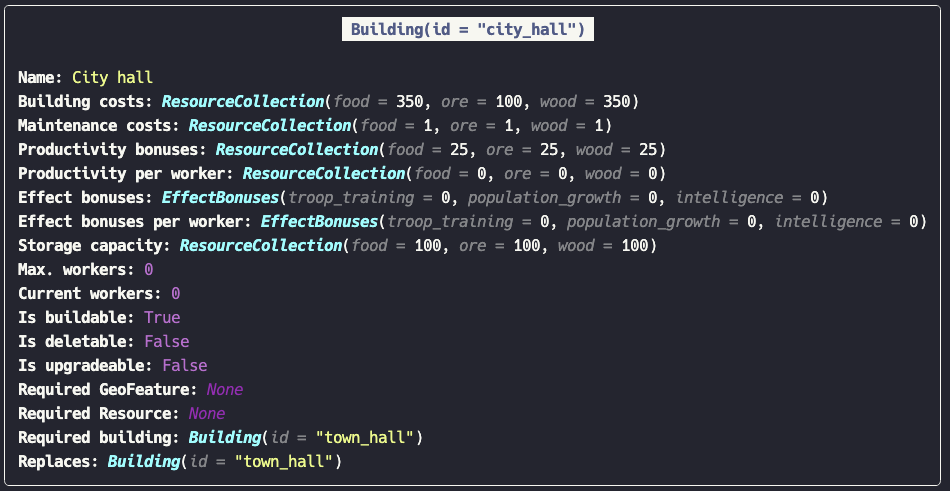 Building(id = "city_hall")
Name: City hall
Building costs: ResourceCollection(food = 350, ore = 100, wood = 350)
Maintenance costs: ResourceCollection(food = 1, ore = 1, wood = 1)
Productivity bonuses: ResourceCollection(food = 25, ore = 25, wood = 25)
Productivity per worker: ResourceCollection(food = 0, ore = 0, wood = 0)
Effect bonuses: EffectBonuses(troop_training = 0, population_growth = 0, intelligence = 0)
Effect bonuses per worker: EffectBonuses(troop_training = 0, population_growth = 0, intelligence = 0)
Storage capacity: ResourceCollection(food = 100, ore = 100, wood = 100)
Max. workers: 0
Current workers: 0
Is buildable: True
Is deletable: False
Is upgradeable: False
Required GeoFeature: None
Required Resource: None
Required building: Building(id = "town_hall")
Replaces: Building(id = "town_hall")